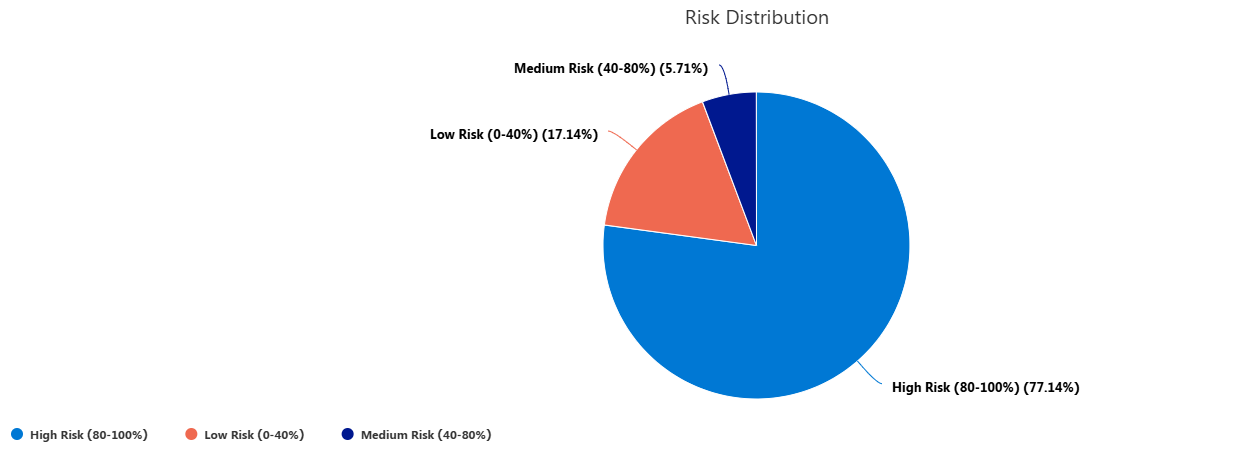 Risk Distribution
Medium Risk (40-80%) (5.71%)
Low Risk (0-40%) (17.14%)
High Risk (80-100%) (77.14%)
High Risk (80-100%)
Low Risk (0-40%)
Medium Risk (40-80%)